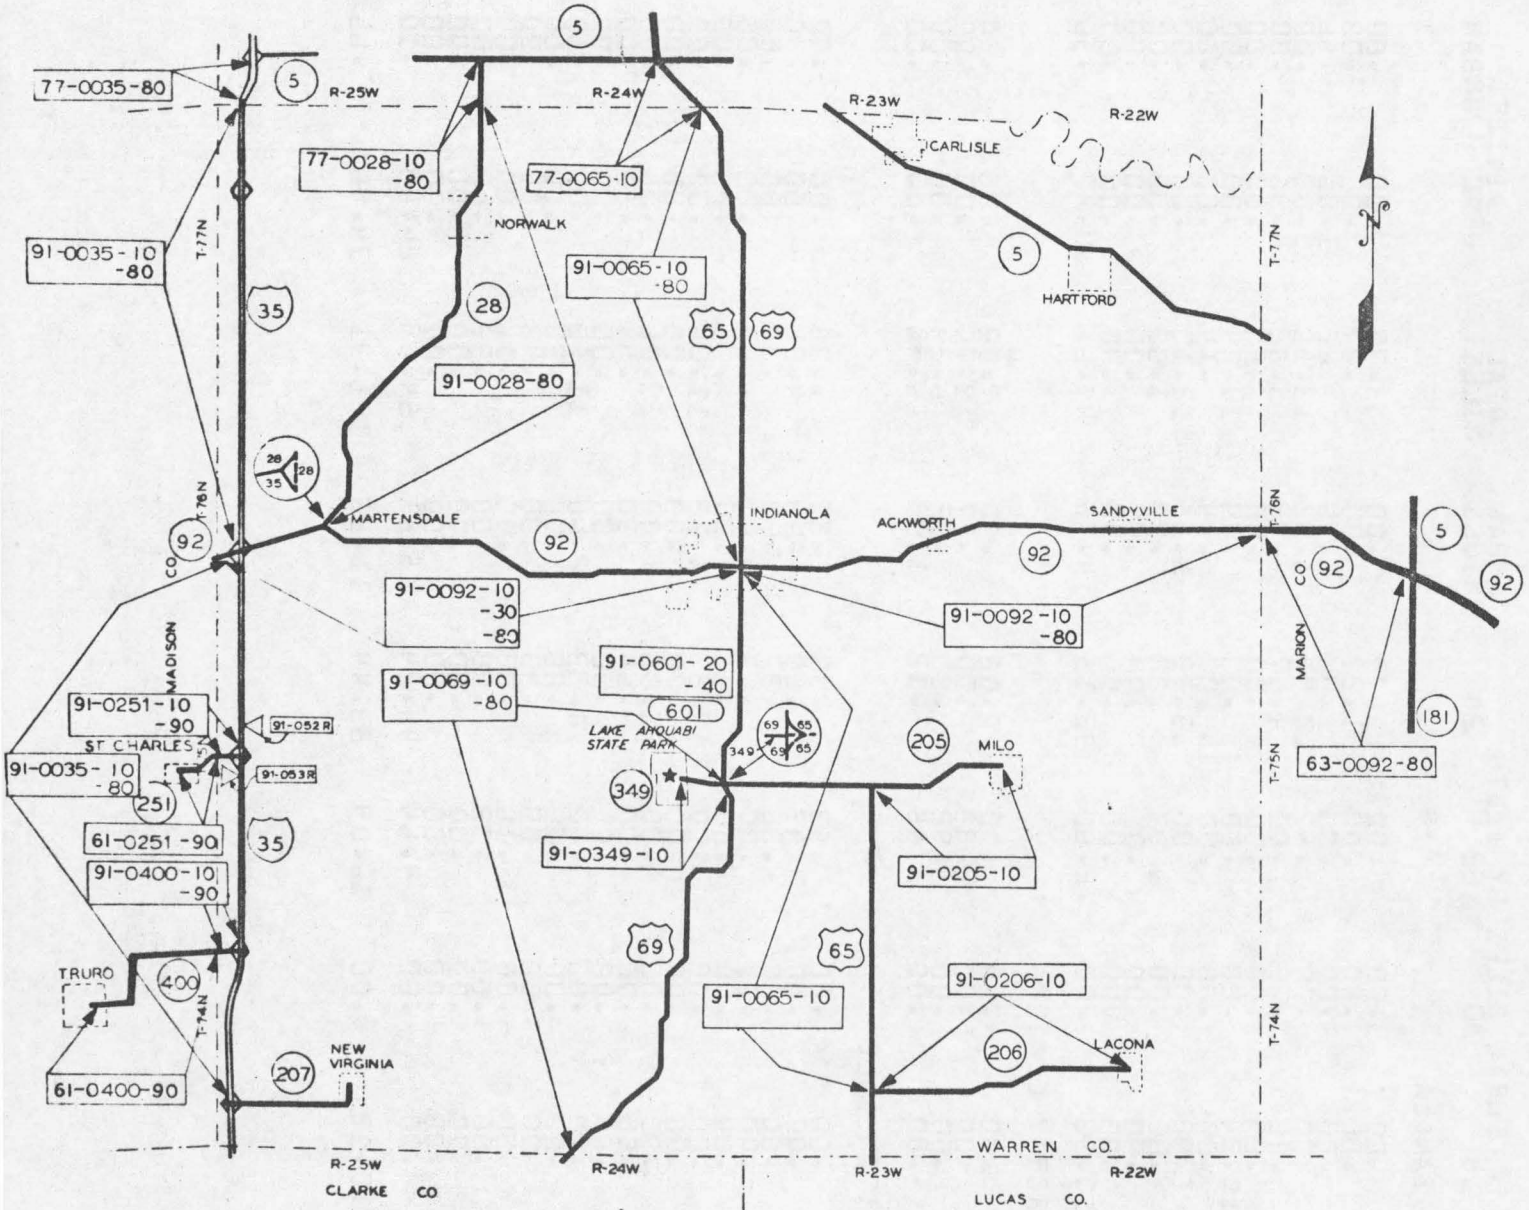 5
77-0035-80
5
R-25W
R-24W
R-23W
R-22W
CARLISLE
77-0028-10
-80
77-0065-10
NORWALK
T-77N
T-77N
91-0035-10
-80
91-0065-10
-80
5
HARTFORD
35
28
65
69
91-0028-80
28
28
35
T-76N
T-76N
MARTENSDALE
INDIANOLA
ACKWORTH
SANDYVILLE
92
92
92
92
92
5
CO.
CO
91-0092-10
-30
-80
91-0092-10
-80
MADISON
MARION
91-0601-20
-40
601
91-0069-10
-80
91-0251-10
-90
91-052R
LAKE AHQUABI
STATE PARK
69
65
349
69
65
205
MILO
181
ST CHARLES
91-053R
T-75N
63-0092-80
91-0035-10
-80
251
349
61-0251-90
35
91-0349-10
91-0205-10
91-0400-10
-90
69
65
TRURO
400
91-0065-10
91-0206-10
T-74N
T-74N
NEW
VIRGINIA
207
61-0400-90
206
LACONA
WARREN CO.
R-25W
R-24W
R-23W
R-22W
CLARKE CO
LUCAS CO.